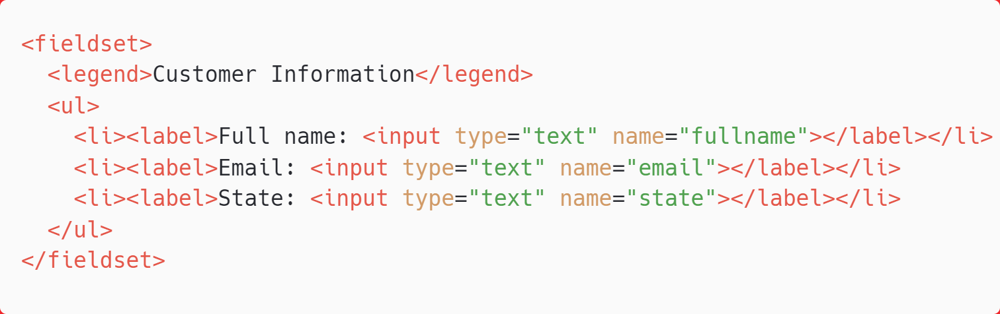 <fieldset>
  <legend>Customer Information</legend>
  <ul>
    <li><label>Full name: <input type="text" name="fullname"></label></li>
    <li><label>Email: <input type="text" name="email"></label></li>
    <li><label>State: <input type="text" name="state"></label></li>
  </ul>
</fieldset>